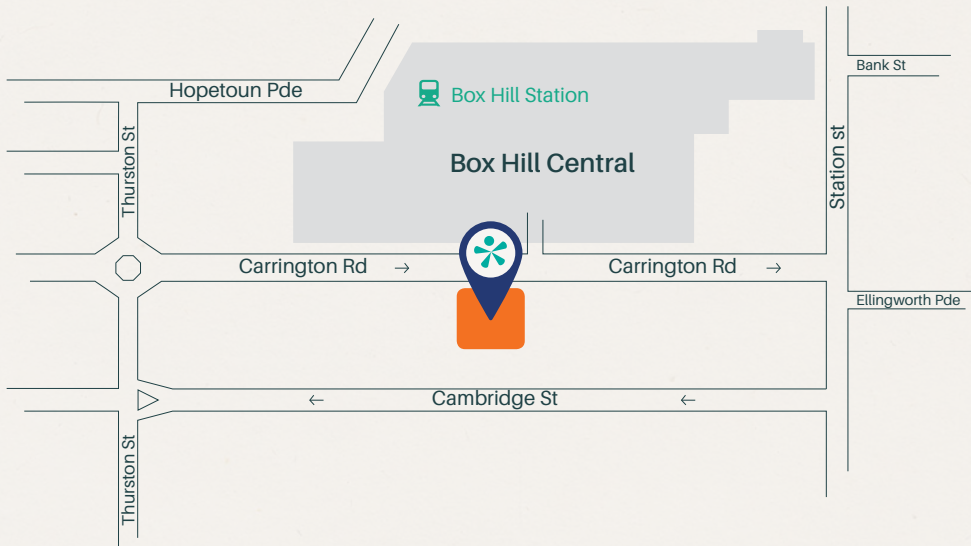 Bank St
Hopetoun Pde
Box Hill Station
Thurston St
Station st
Box Hill Central
Carrington Rd
Carrington Rd
Ellingworth Pde
Cambridge St
Thurston St